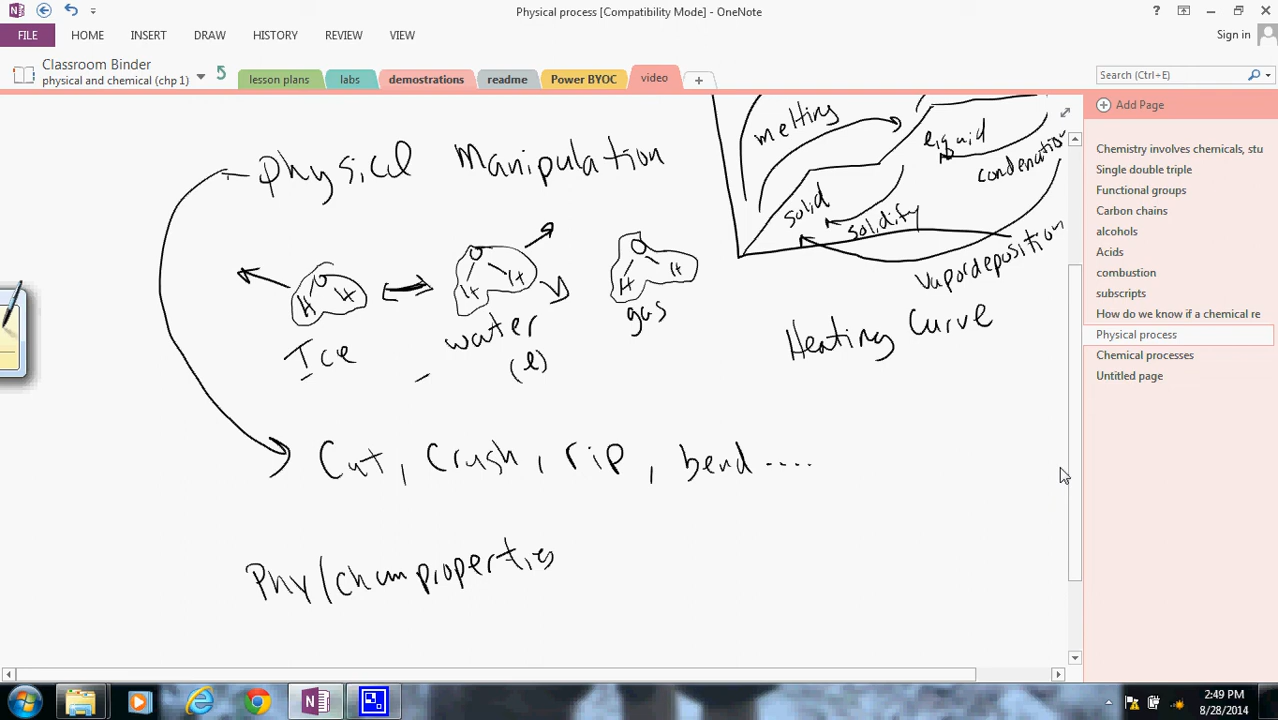 Physical process [Compatibility Mode] - OneNote
FILE HOME INSERT DRAW HISTORY REVIEW VIEW
Sign in
Classroom Binder
physical and chemical (chp 1)
lesson plans labs demostrations readme Power BYOC video +
Search (Ctrl+E)
Add Page
Chemistry involves chemicals, stu
Single double triple
Functional groups
Carbon chains
alcohols
Acids
combustion
subscripts
How do we know if a chemical re
Physical process
Chemical processes
Untitled page
Physical Manipulation
melting
liquid
condenation
solid
solidify
vapordeposition
Heating Curve
O
H H
Ice
O
H H
water
(l)
O
H H
gas
Cut, Crush, rip, bend ....
Phy/chem properties
2:49 PM
8/28/2014